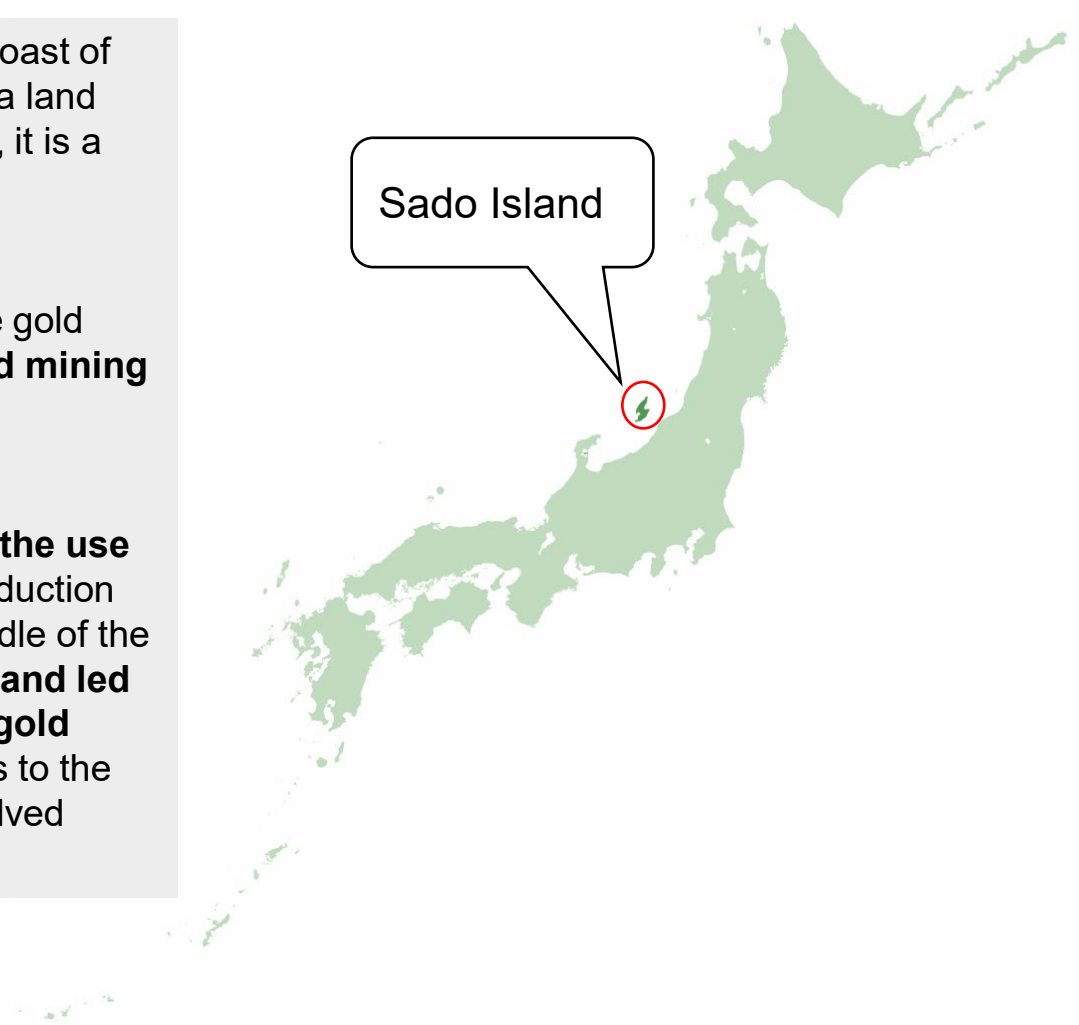 oast of
a land
, it is a
e gold
d mining
the use
duction
dle of the
and led
gold
s to the
lved
Sado Island